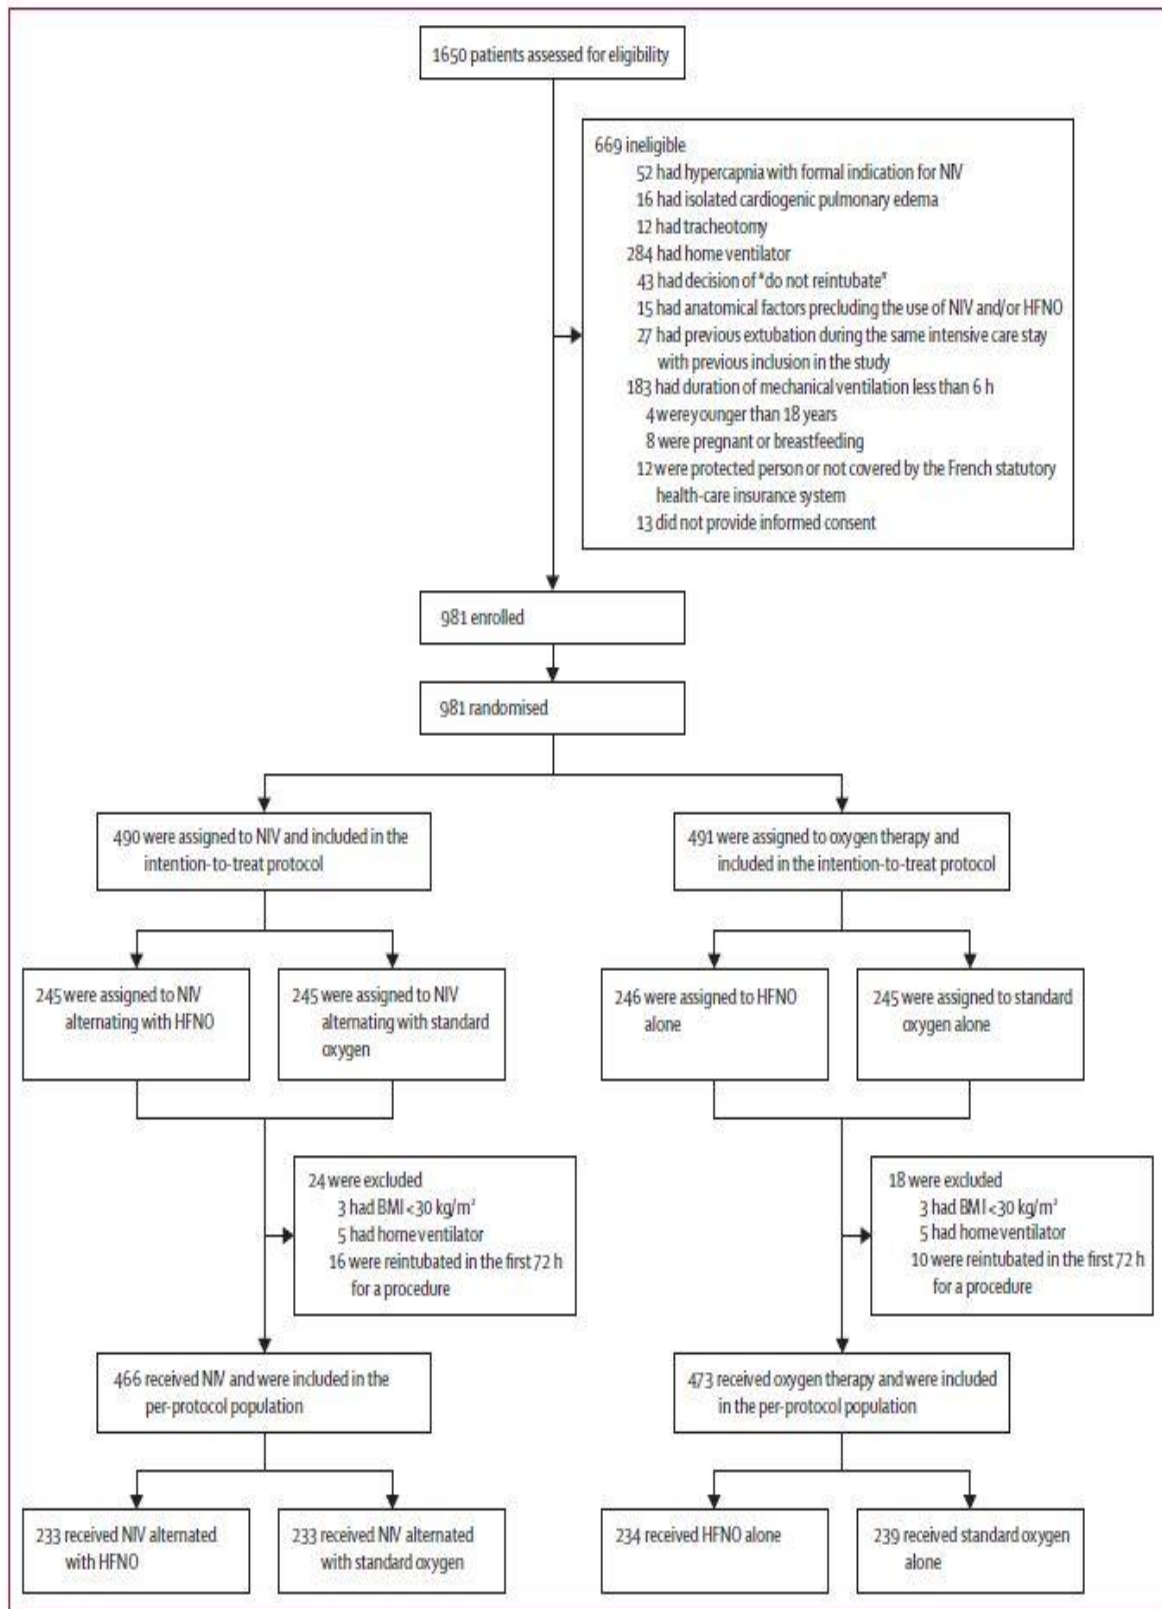 1650 patients assessed for eligibility
669 ineligible
52 had hypercapnia with formal indication for NIV
16 had isolated cardiogenic pulmonary edema
12 had tracheotomy
284 had home ventilator
43 had decision of "do not reintubate"
15 had anatomical factors precluding the use of NIV and/or HFNO
27 had previous extubation during the same intensive care stay
with previous inclusion in the study
183 had duration of mechanical ventilation less than 6 h
4 were younger than 18 years
8 were pregnant or breastfeeding
12 were protected person or not covered by the French statutory
health-care insurance system
13 did not provide informed consent
981 enrolled
981 randomised
490 were assigned to NIV and included in the
intention-to-treat protocol
491 were assigned to oxygen therapy and
included in the intention-to-treat protocol
245 were assigned to NIV
alternating with HFNO
245 were assigned to NIV
alternating with standard
oxygen
246 were assigned to HFNO
alone
245 were assigned to standard
oxygen alone
24 were excluded
3 had BMI <30 kg/m²
5 had home ventilator
16 were reintubated in the first 72 h
for a procedure
18 were excluded
3 had BMI <30 kg/m²
5 had home ventilator
10 were reintubated in the first 72 h
for a procedure
466 received NIV and were included in the
per-protocol population
473 received oxygen therapy and were included
in the per-protocol population
233 received NIV alternated
with HFNO
233 received NIV alternated
with standard oxygen
234 received HFNO alone
239 received standard oxygen
alone